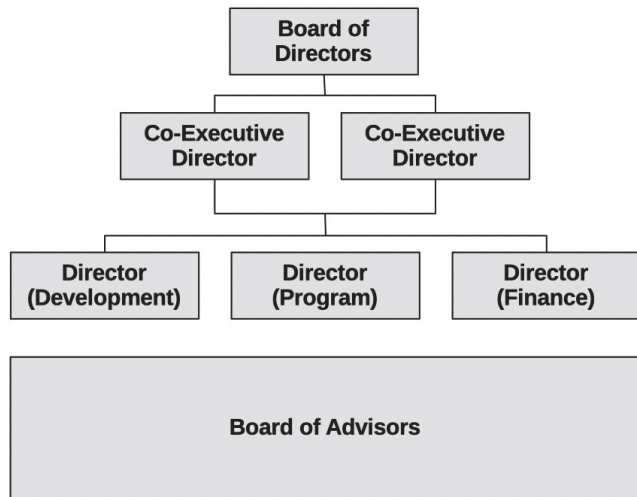 Board of
Directors
Co-Executive
Director
Co-Executive
Director
Director
(Development)
Director
(Program)
Director
(Finance)
Board of Advisors